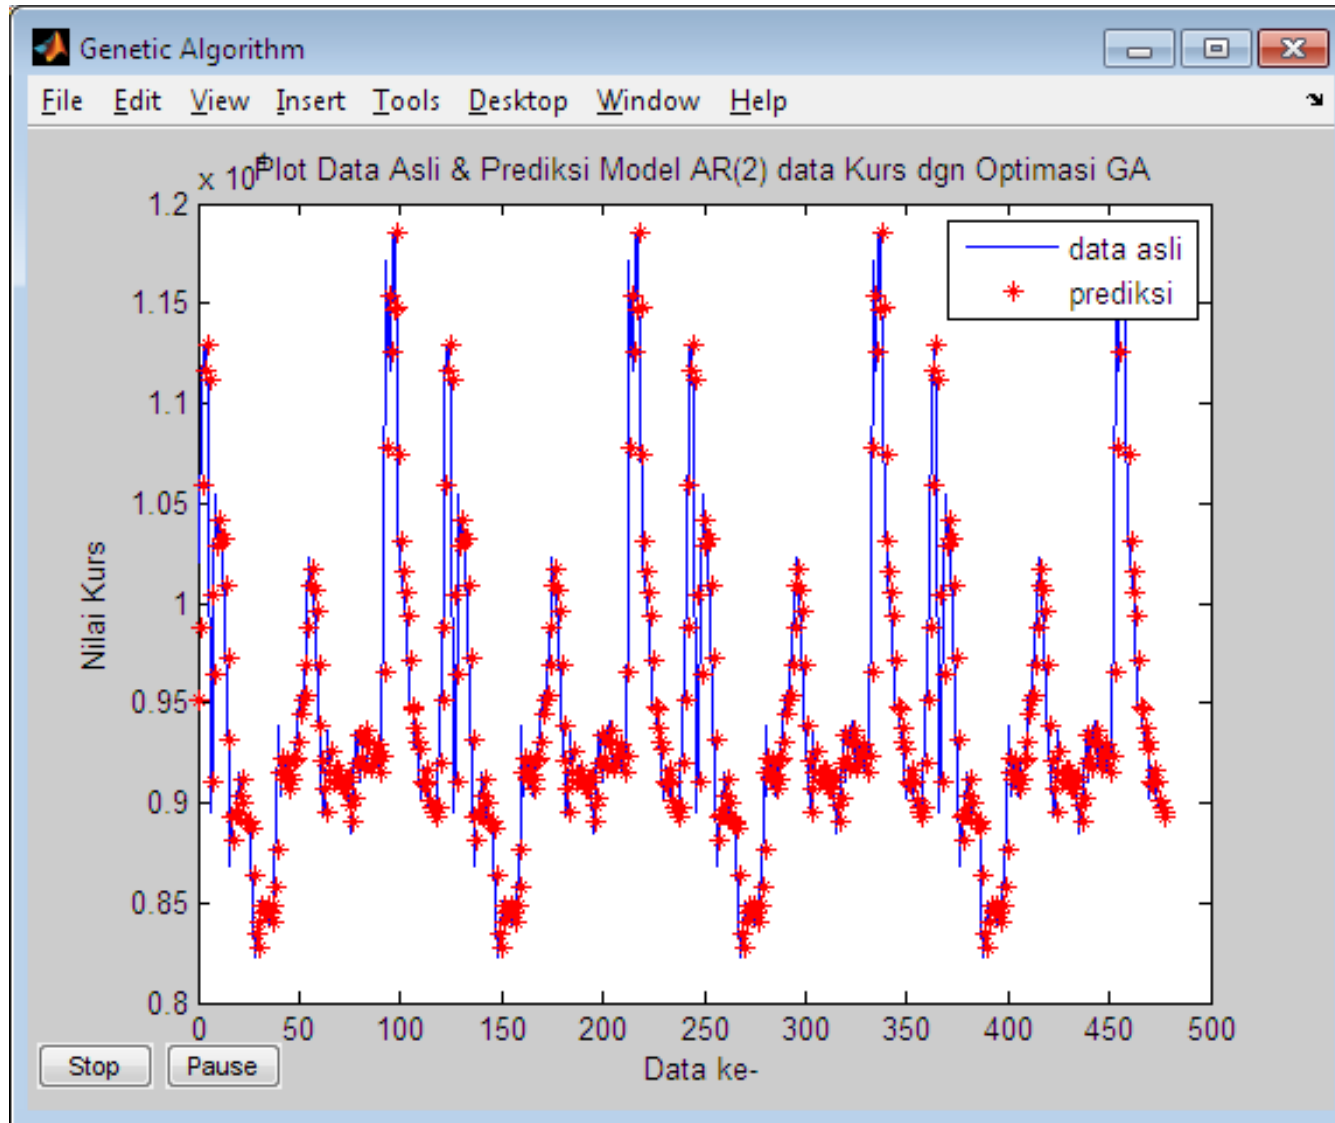 Genetic Algorithm
File Edit View Insert Tools Desktop Window Help
Plot Data Asli & Prediksi Model AR(2) data Kurs dgn Optimasi GA
x 10
1.2
1.15
1.1
1.05
1
0.95
0.9
0.85
0.8
Nilai Kurs
data asli
prediksi
0 50 100 150 200 250 300 350 400 450 500
Data ke-
Stop Pause